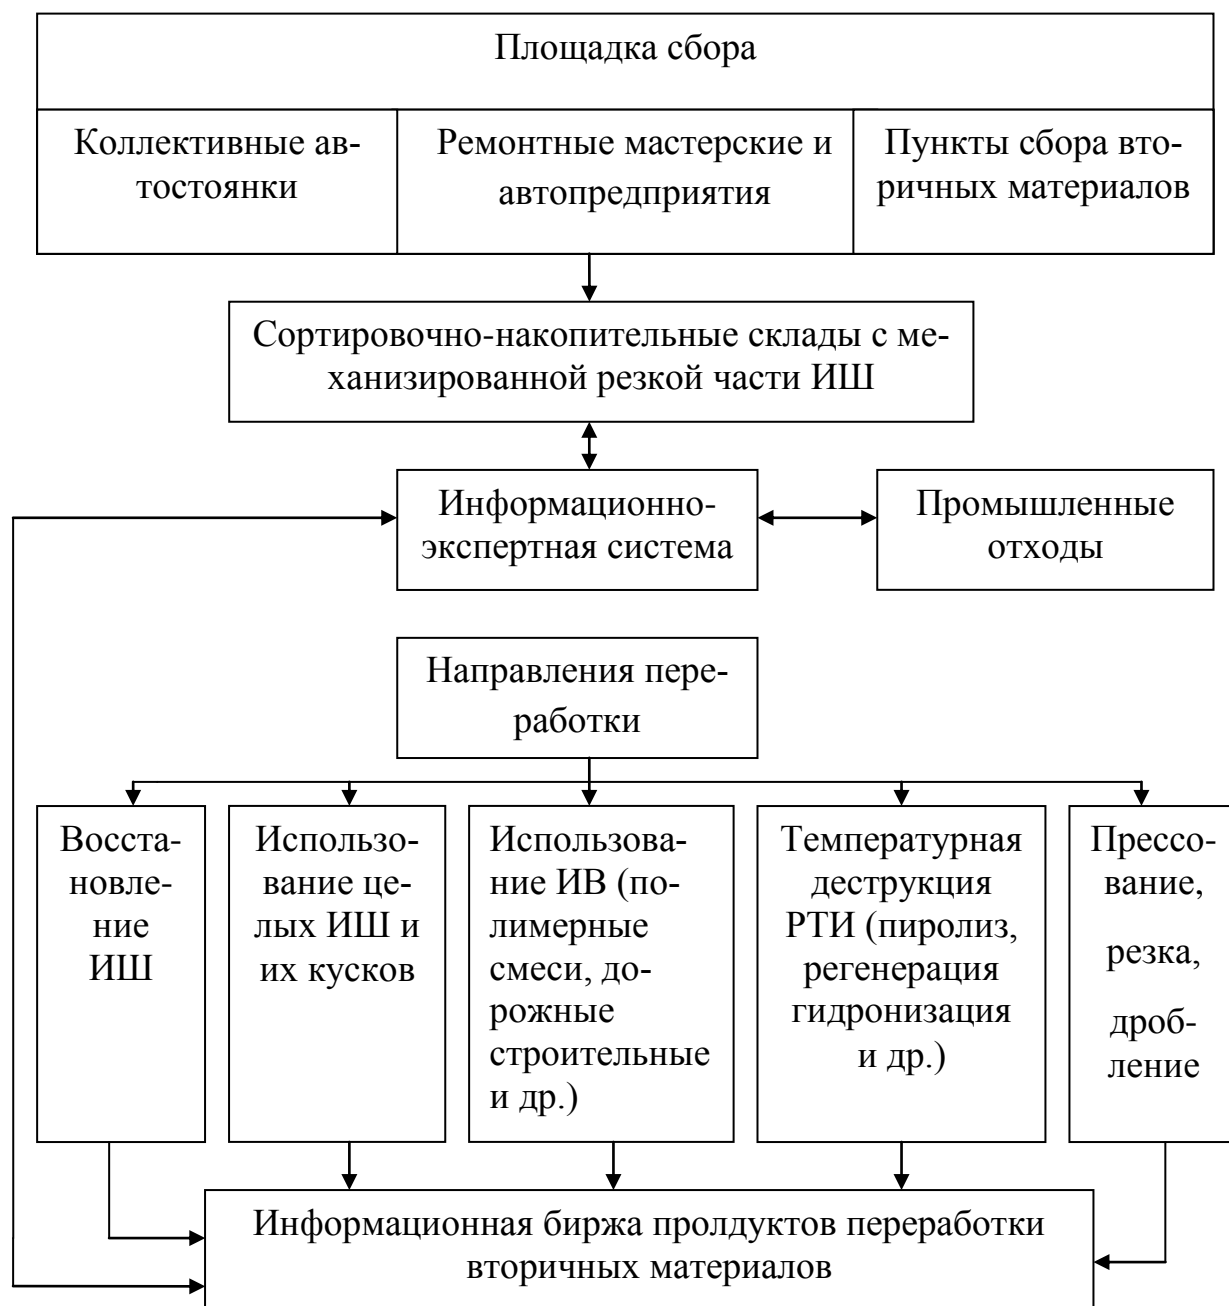 Площадка сбора
Коллективные ав-
тостоянки
Ремонтные мастерские и
автопредприятия
Пункты сбора вто-
ричных материалов
Сортировочно-накопительные склады с ме-
ханизированной резкой части ИШ
Информационно-
экспертная система
Промышленные
отходы
Направления пере-
работки
Восста-
новле-
ние
ИШ
Использо-
вание це-
лых ИШ и
их кусков
Использова-
ние ИВ (по-
лимерные
смеси, до-
рожные
строительные
и др.)
Температурная
деструкция
РТИ (пиролиз,
регенерация
гидронизация
и др.)
Прессо-
вание,
резка,
дроб-
ление
Информационная биржа пролдуктов переработки
вторичных материалов